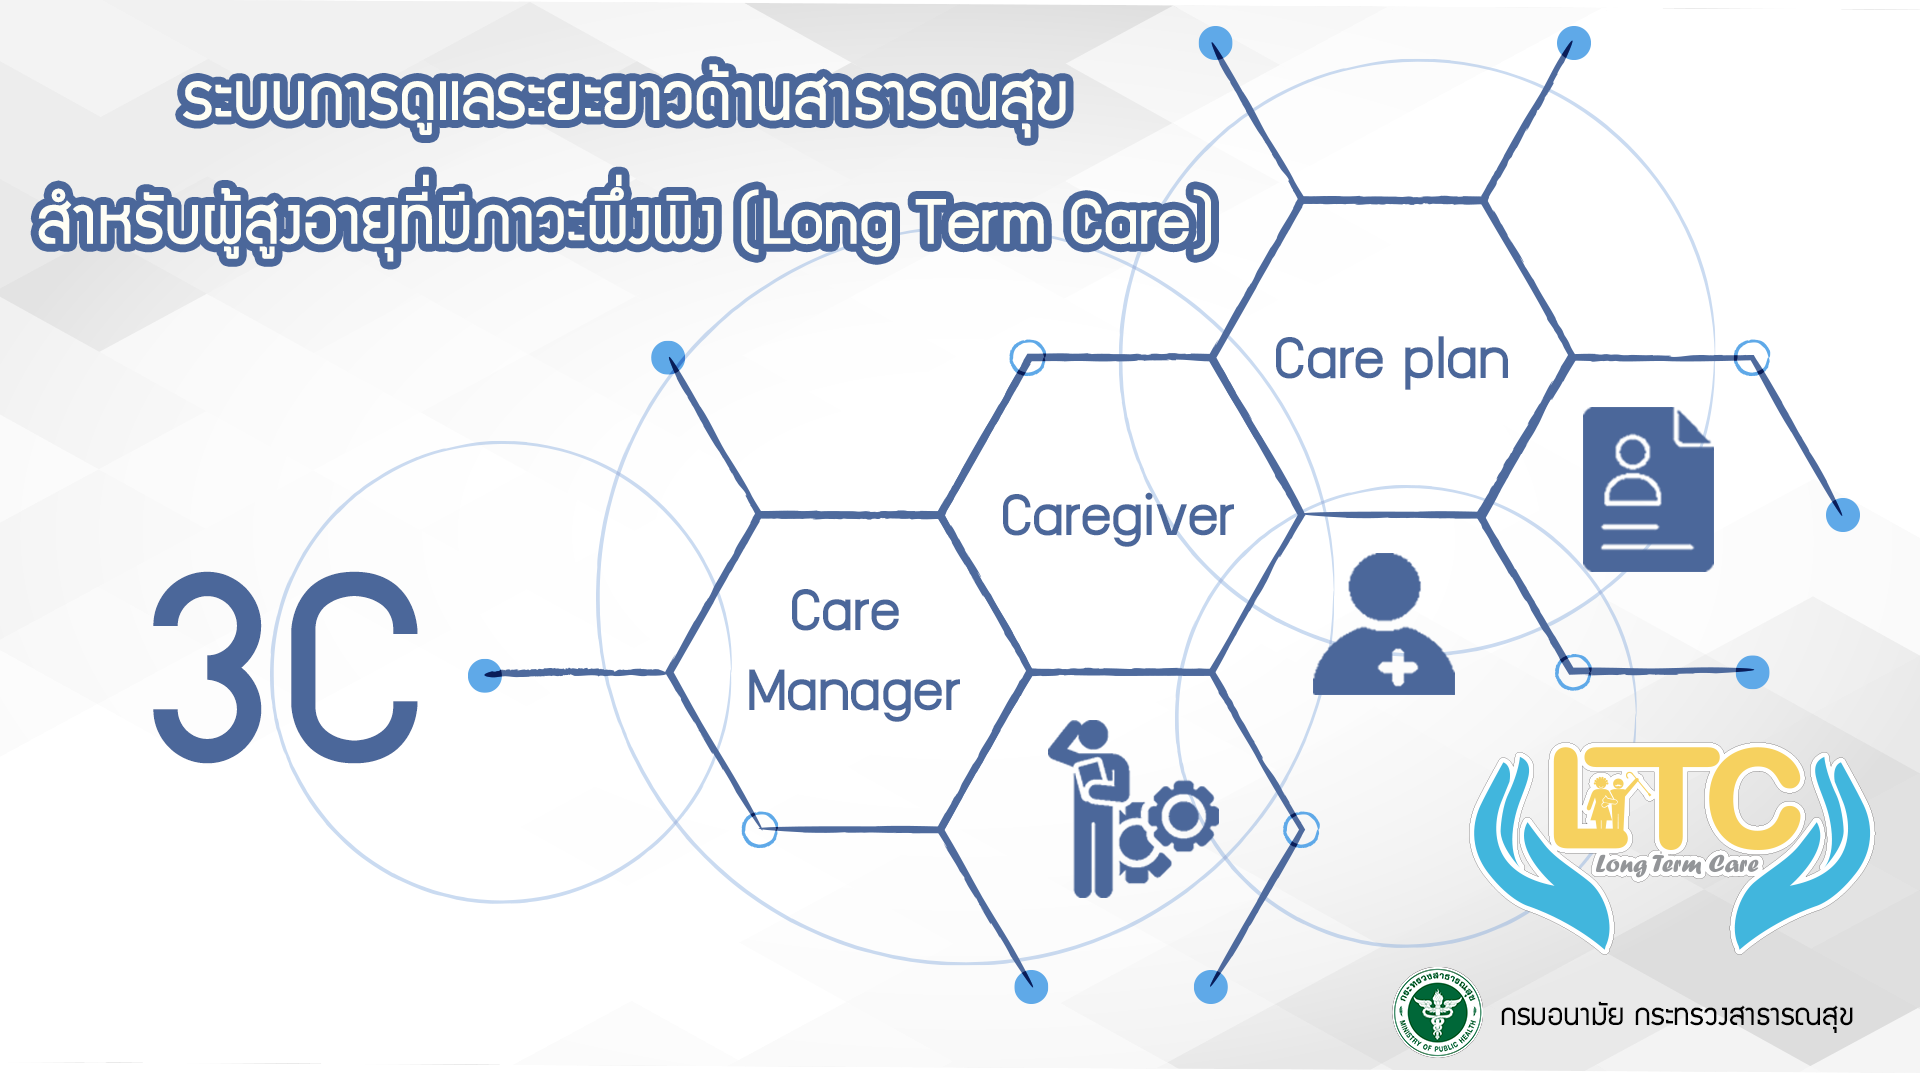 ระบบการดูแลระยะยาวด้านสาธารณสุข
สำหรับผู้สูงอายุที่มีภาวะพึ่งพิง (Long Term Care)
Care plan
Caregiver
3C
Care
Manager
LTC
Long Term Care
กระทรวงสาธารณสุข
MINISTRY OF PUBLIC HEALTH
กรมอนามัย กระทรวงสาธารณสุข